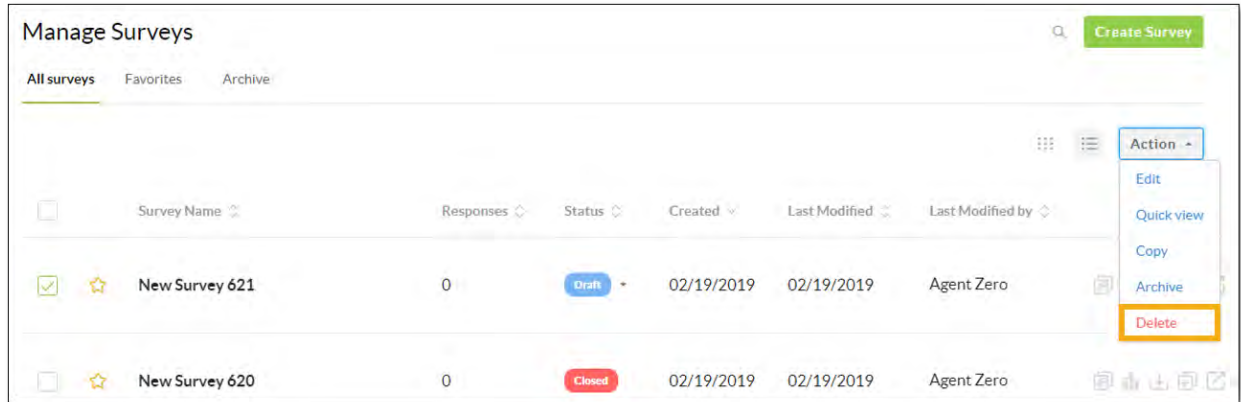 Manage Surveys
Create Survey
All surveys Favorites Archive
Action
Edit
Quick view
Copy
Archive
Delete
Survey Name Responses Status Created Last Modified Last Modified by
New Survey 621 0 Draft 02/19/2019 02/19/2019 Agent Zero
New Survey 620 0 Closed 02/19/2019 02/19/2019 Agent Zero